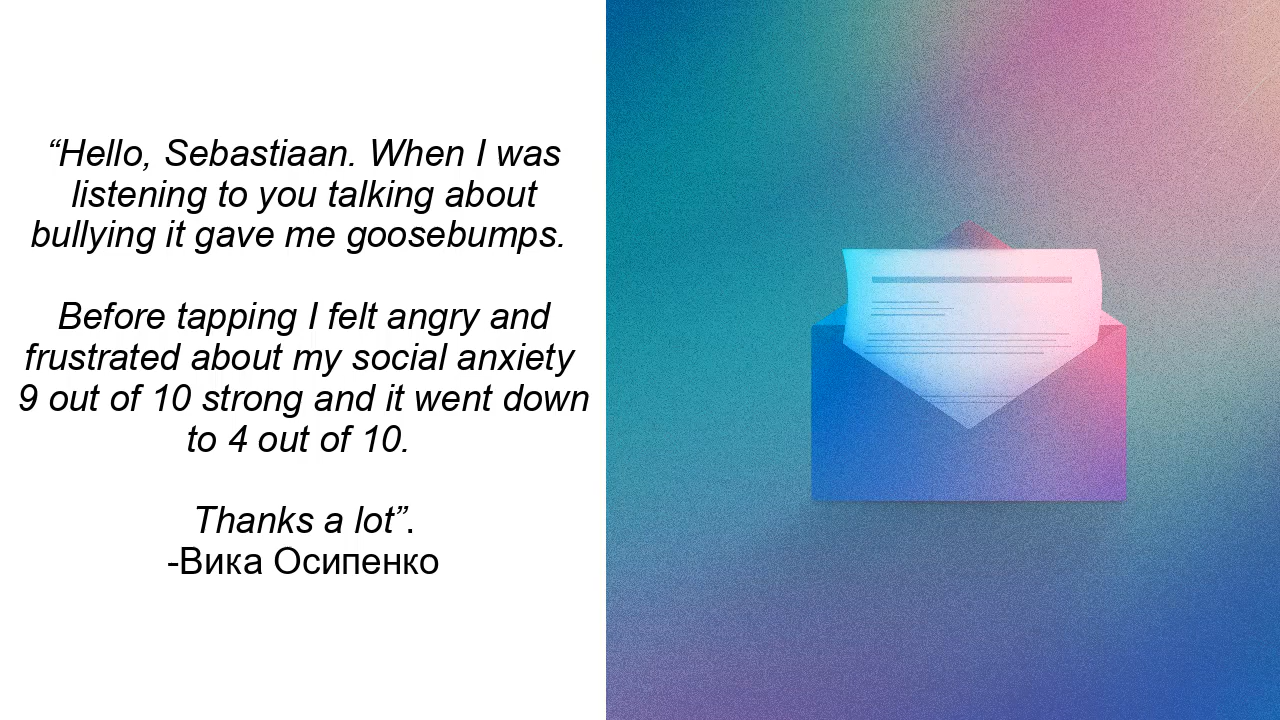 “Hello, Sebastiaan. When I was
listening to you talking about
bullying it gave me goosebumps.
Before tapping I felt angry and
frustrated about my social anxiety
9 out of 10 strong and it went down
to 4 out of 10.
Thanks a lot”.
-Вика Осипенко